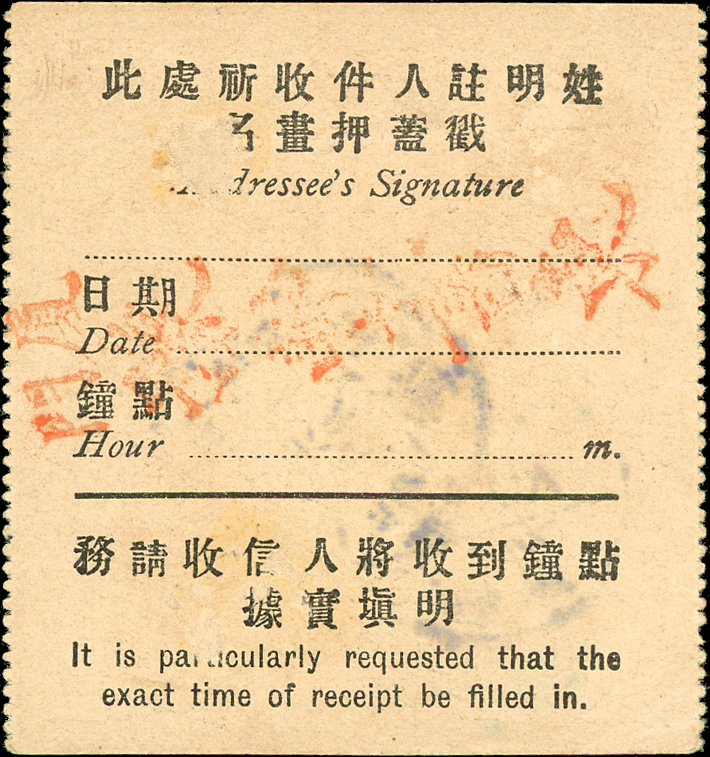 此處祈收件人註明姓
名畫押蓋戳
Addressee's Signature
日期
Date
鐘點
Hour m.
務請收信人將收到鐘點
據實填明
It is particularly requested that the
exact time of receipt be filled in.